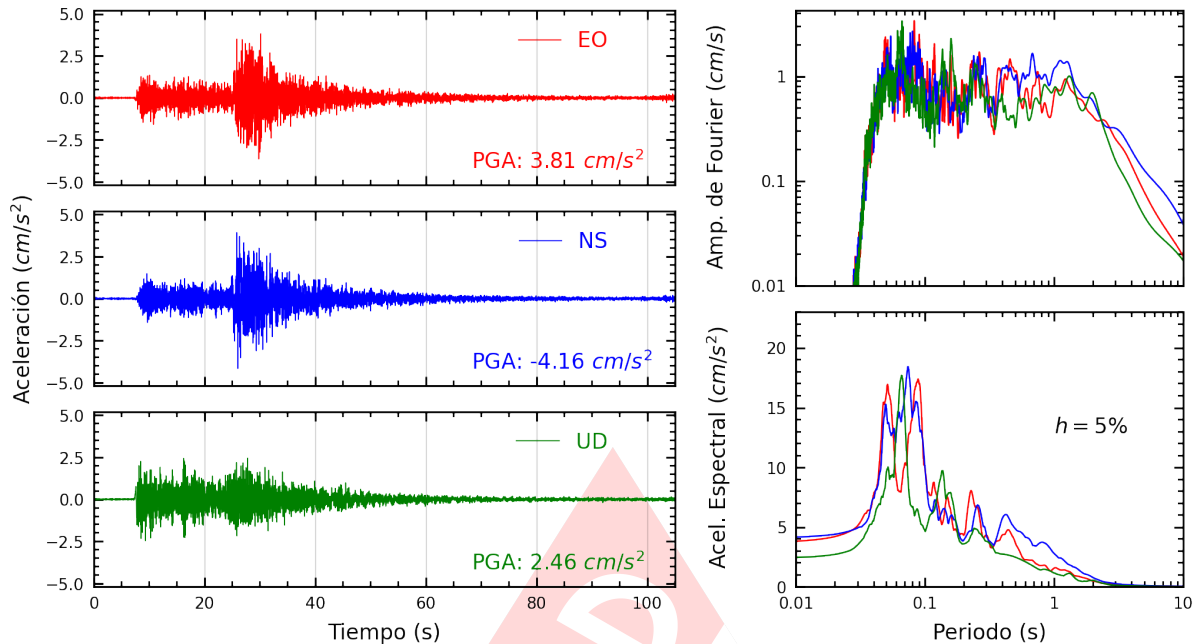 Aceleración (cm/s²)
5.0
2.5
0.0
−2.5
−5.0
EO
PGA: 3.81 cm/s²
5.0
2.5
0.0
−2.5
−5.0
NS
PGA: -4.16 cm/s²
5.0
2.5
0.0
−2.5
−5.0
UD
PGA: 2.46 cm/s²
0 20 40 60 80 100
Tiempo (s)
Amp. de Fourier (cm/s)
1
0.1
0.01
Acel. Espectral (cm/s²)
20
15
10
5
0
h = 5%
0.01 0.1 1 10
Periodo (s)